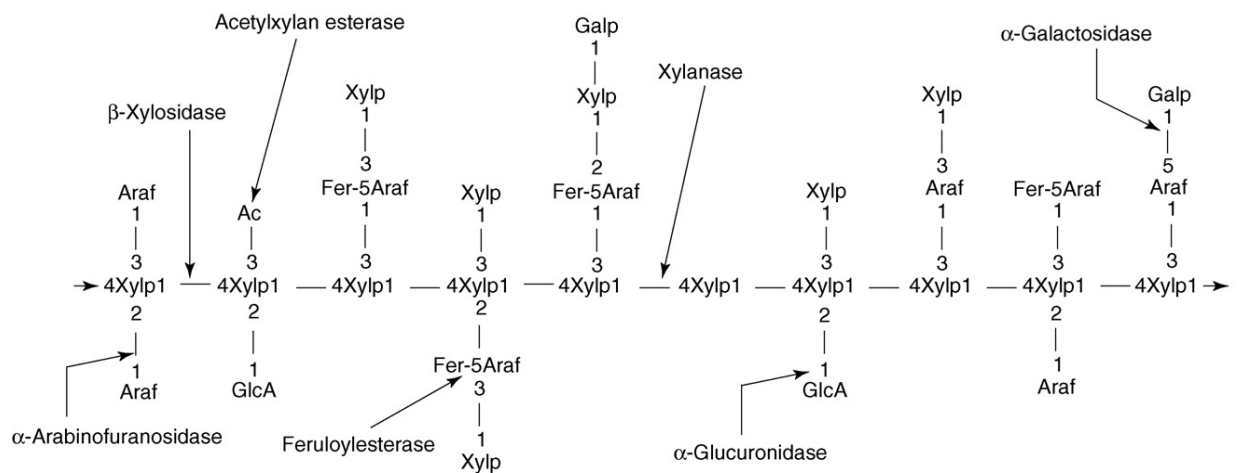 Acetylxylan esterase
Galp
α-Galactosidase
1
Xylanase
Xylp
Xylp
Xylp
Galp
β-Xylosidase
1
1
1
1
3
2
3
5
Araf
Fer-5Araf
Xylp
Fer-5Araf
Xylp
Araf
Fer-5Araf
Araf
1
Ac
1
1
1
1
1
1
1
3
3
3
3
3
3
3
3
3
4Xylp1
4Xylp1
4Xylp1
4Xylp1
4Xylp1
4Xylp1
4Xylp1
4Xylp1
4Xylp1
4Xylp1
2
2
2
2
2
1
1
Fer-5Araf
1
1
Araf
GlcA
3
GlcA
Araf
α-Arabinofuranosidase
Feruloylesterase
1
α-Glucuronidase
Xylp